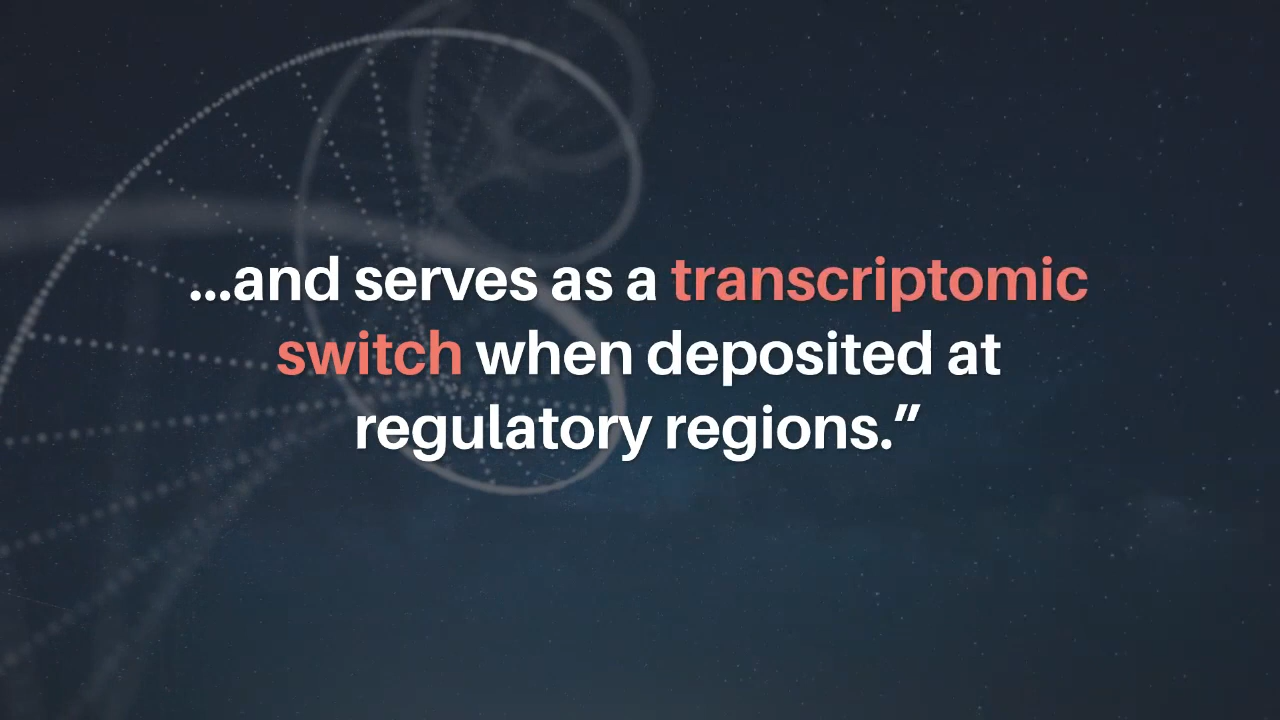 ...and serves as a transcriptomic
switch when deposited at
regulatory regions.”